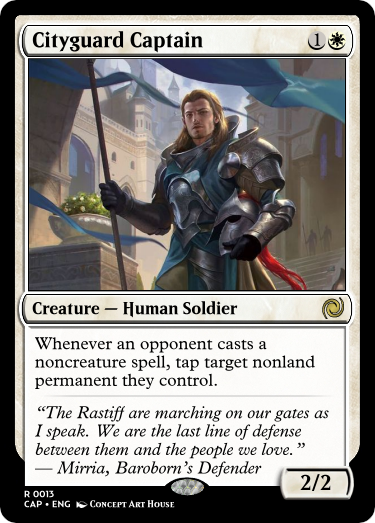 Cityguard Captain 1
Creature — Human Soldier
Whenever an opponent casts a
noncreature spell, tap target nonland
permanent they control.
“The Rastiff are marching on our gates as
I speak. We are the last line of defense
between them and the people we love.”
— Mirria, Baroborn’s Defender
2/2
R 0013
CAP • ENG Concept Art House